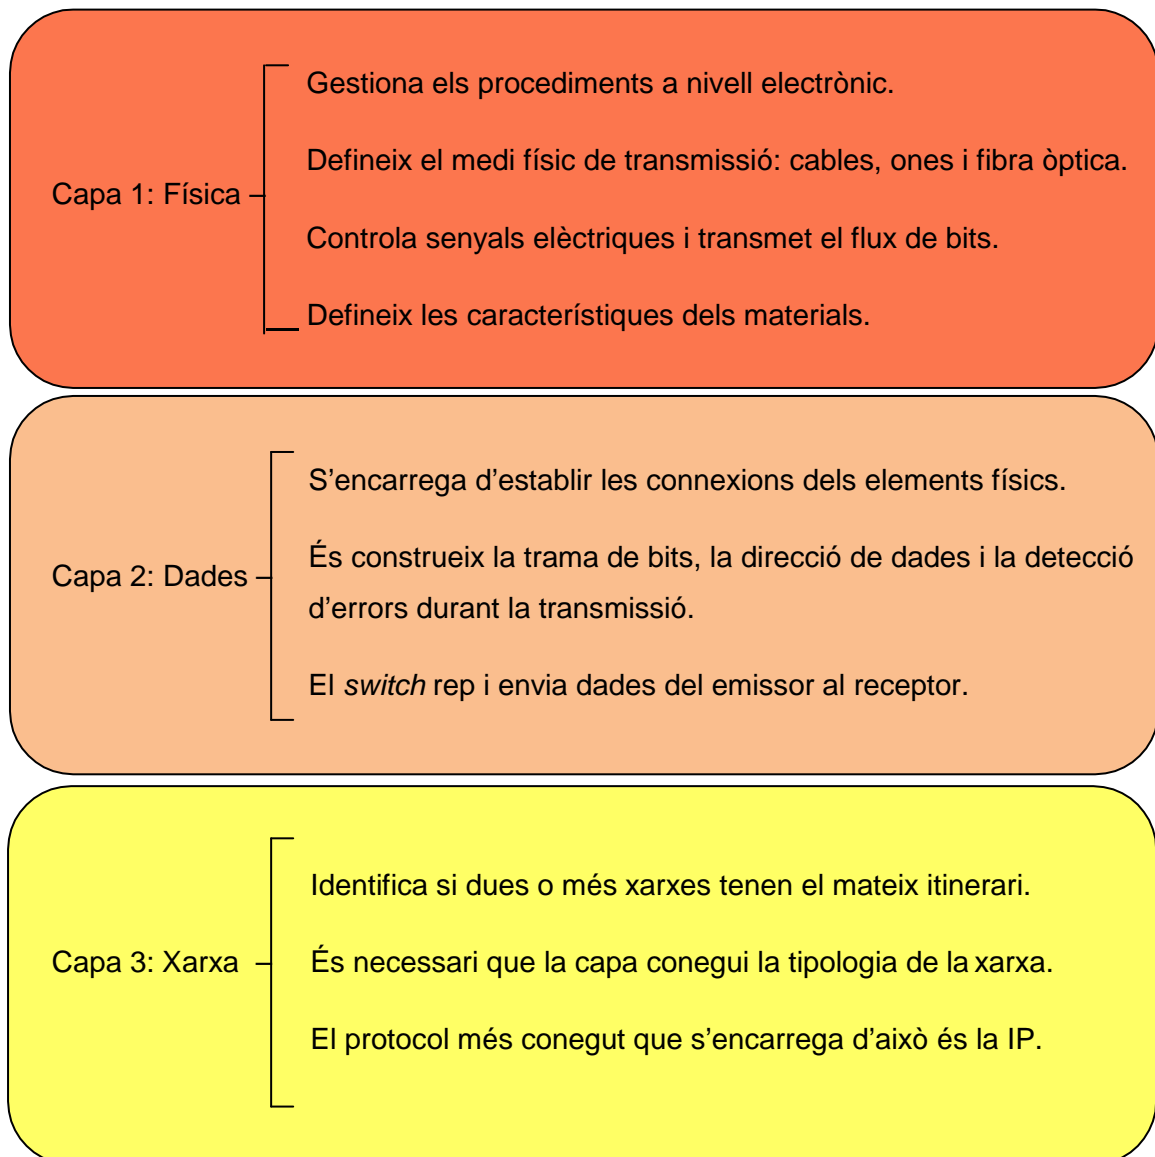 Capa 1: Física
Gestiona els procediments a nivell electrònic.
Defineix el medi físic de transmissió: cables, ones i fibra òptica.
Controla senyals elèctriques i transmet el flux de bits.
Defineix les característiques dels materials.
Capa 2: Dades
S’encarrega d’establir les connexions dels elements físics.
És construeix la trama de bits, la direcció de dades i la detecció
d’errors durant la transmissió.
El switch rep i envia dades del emissor al receptor.
Capa 3: Xarxa
Identifica si dues o més xarxes tenen el mateix itinerari.
És necessari que la capa conegui la tipologia de la xarxa.
El protocol més conegut que s’encarrega d’això és la IP.